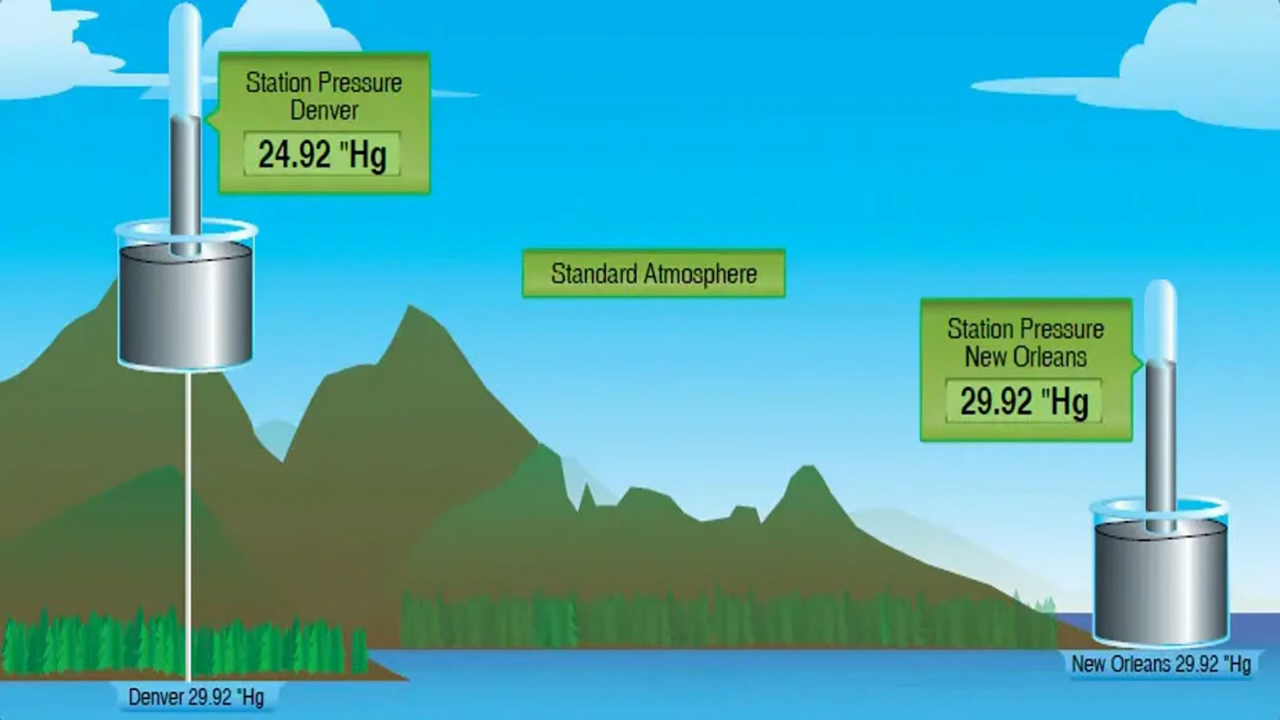 Station Pressure
Denver
24.92 "Hg
Standard Atmosphere
Station Pressure
New Orleans
29.92 "Hg
New Orleans 29.92 "Hg
Denver 29.92 "Hg